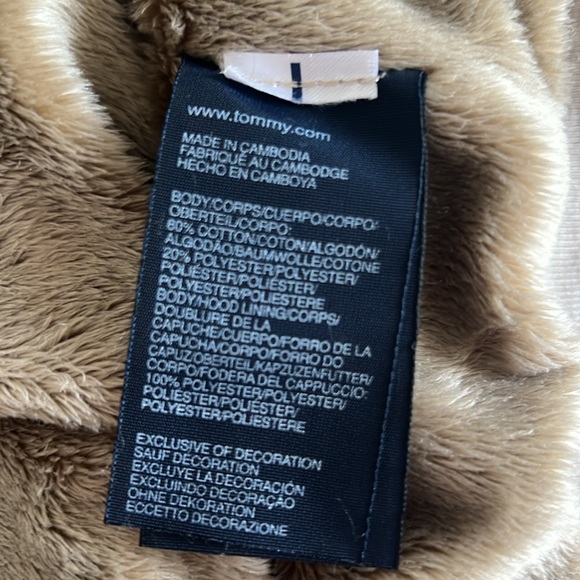 www.tommy.com
MADE IN CAMBODIA
FABRIQUÉ AU CAMBODGE
HECHO EN CAMBOYA
BODY/CORPS/CUERPO/CORPO/
OBERTEIL/CORPO:
80% COTTON/COTON/ALGODÓN/
ALGODÃO/BAUMWOLLE/COTONE
20% POLYESTER/POLYESTER/
POLIÉSTER/POLIÉSTER/
POLYESTER/POLIESTERE
BODY/HOOD LINING/CORPS/
DOUBLURE DE LA
CAPUCHE/CUERPO/FORRO DE LA
CAPUCHA/CORPO/FORRO DO
CAPUZ/OBERTEIL/KAPZUZENFUTTER/
CORPO/FODERA DEL CAPPUCCIO:
100% POLYESTER/POLYESTER/
POLIÉSTER/POLIÉSTER/
POLYESTER/POLIESTERE
EXCLUSIVE OF DECORATION
SAUF DECORATION
EXCLUYE LA DECORACIÓN
EXCLUINDO DECORAÇÃO
OHNE DEKORATION
ECCETTO DECORAZIONE